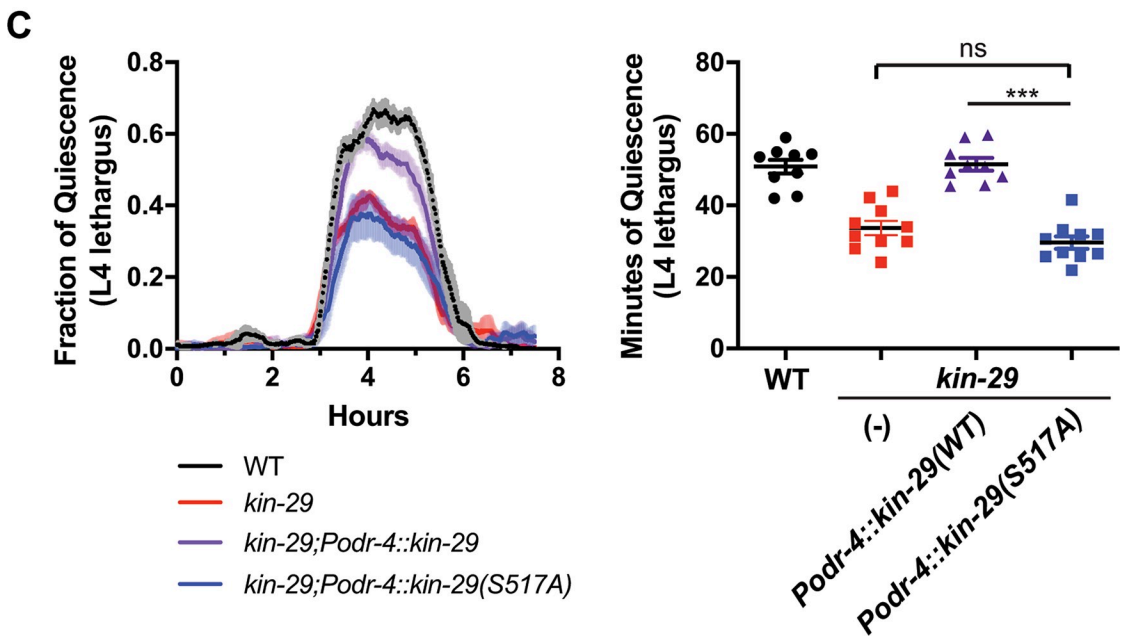 C
Fraction of Quiescence
(L4 lethargus)
0.8
0.6
0.4
0.2
0.0
0 2 4 6 8
Hours
WT
kin-29
kin-29;Podr-4::kin-29
kin-29;Podr-4::kin-29(S517A)
Minutes of Quiescence
(L4 lethargus)
80
60
40
20
0
ns
***
WT
kin-29
(-)
Podr-4::kin-29(WT)
Podr-4::kin-29(S517A)